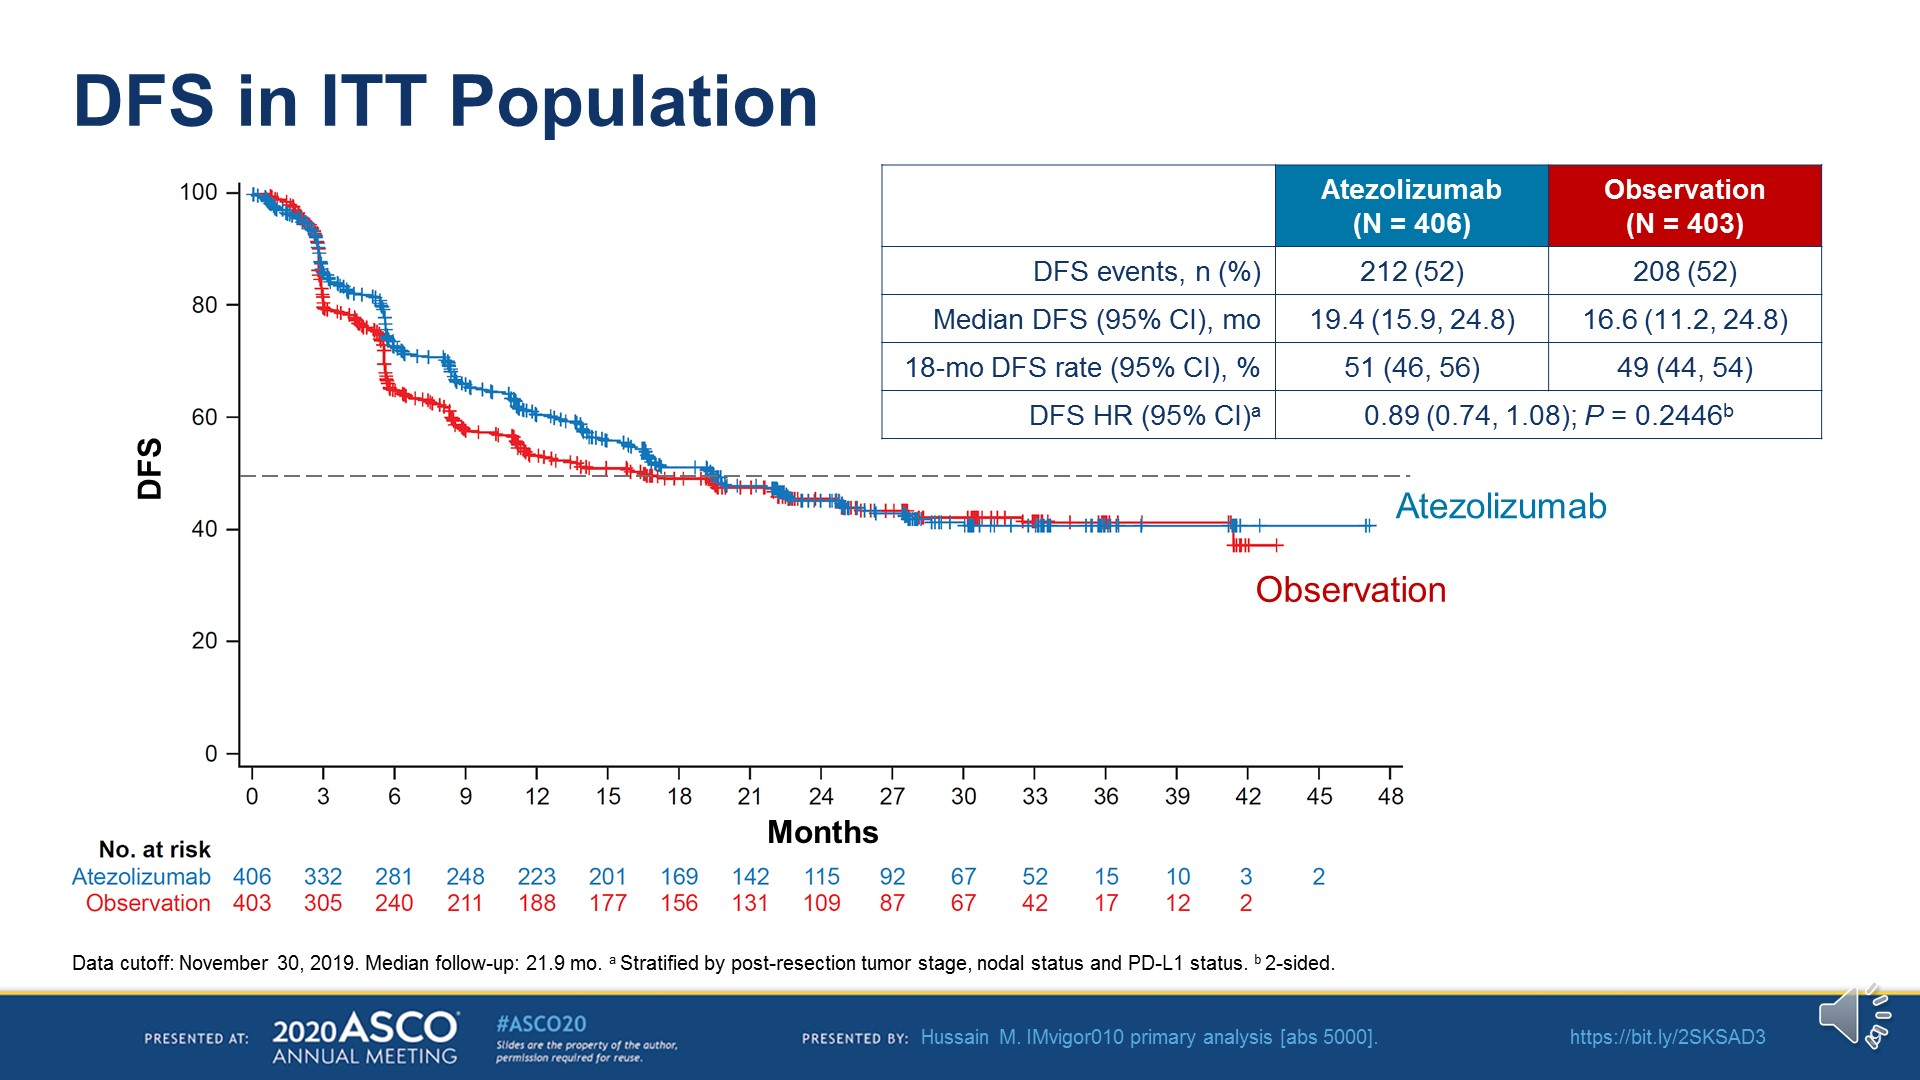 DFS in ITT Population
Atezolizumab
(N = 406)
Observation
(N = 403)
DFS events, n (%) 212 (52) 208 (52)
Median DFS (95% CI), mo 19.4 (15.9, 24.8) 16.6 (11.2, 24.8)
18-mo DFS rate (95% CI), % 51 (46, 56) 49 (44, 54)
DFS HR (95% CI)ᵃ 0.89 (0.74, 1.08); P = 0.2446ᵇ
DFS
100
80
60
40
20
0
Atezolizumab
Observation
0 3 6 9 12 15 18 21 24 27 30 33 36 39 42 45 48
Months
No. at risk
Atezolizumab 406 332 281 248 223 201 169 142 115 92 67 52 15 10 3 2
Observation 403 305 240 211 188 177 156 131 109 87 67 42 17 12 2
Data cutoff: November 30, 2019. Median follow-up: 21.9 mo. ᵃ Stratified by post-resection tumor stage, nodal status and PD-L1 status. ᵇ 2-sided.
PRESENTED AT:
2020 ASCO®
ANNUAL MEETING
#ASCO20
Slides are the property of the author,
permission required for reuse.
PRESENTED BY: Hussain M. IMvigor010 primary analysis [abs 5000].
https://bit.ly/2SKSAD3